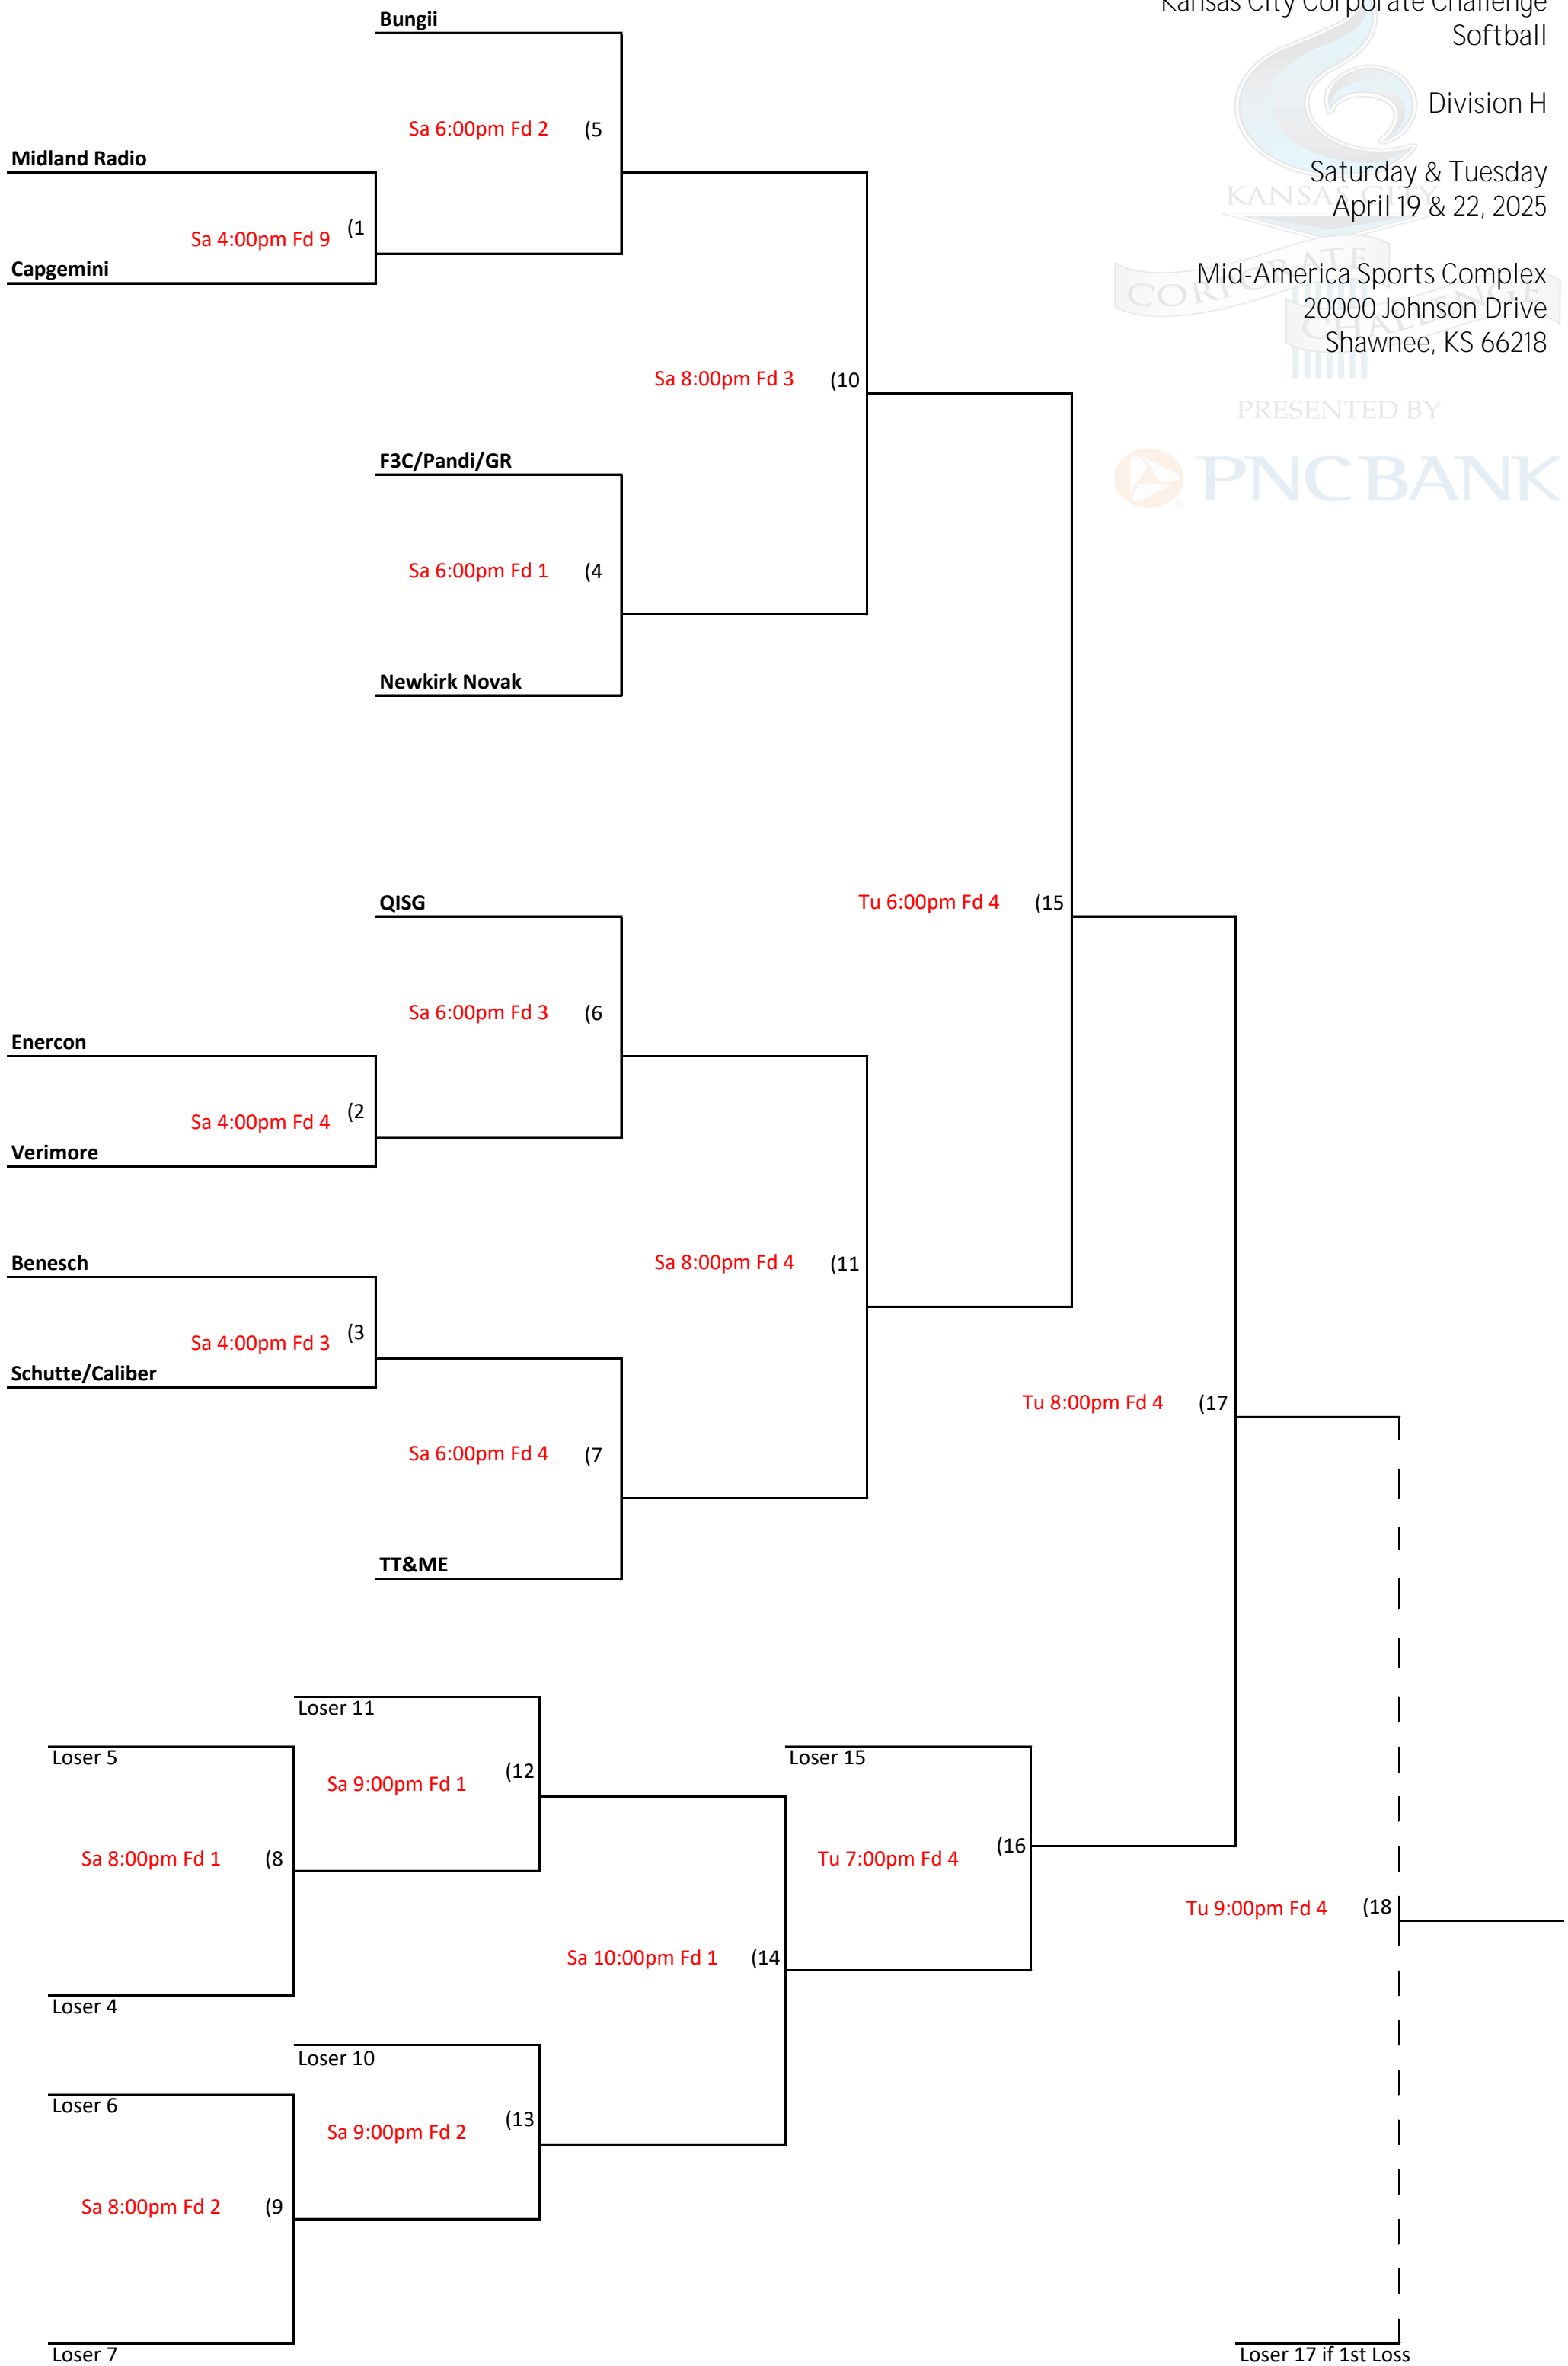 Kansas City Corporate Challenge
Softball
Division H
Saturday & Tuesday
April 19 & 22, 2025
Mid-America Sports Complex
20000 Johnson Drive
Shawnee, KS 66218
KANSAS CITY
CORPORATE
CHALLENGE
PRESENTED BY
PNC BANK
Bungii
Sa 6:00pm Fd 2 (5
Midland Radio
Sa 4:00pm Fd 9 (1
Capgemini
Sa 8:00pm Fd 3 (10
F3C/Pandi/GR
Sa 6:00pm Fd 1 (4
Newkirk Novak
QISG
Tu 6:00pm Fd 4 (15
Sa 6:00pm Fd 3 (6
Enercon
Sa 4:00pm Fd 4 (2
Verimore
Benesch
Sa 8:00pm Fd 4 (11
Sa 4:00pm Fd 3 (3
Schutte/Caliber
Tu 8:00pm Fd 4 (17
Sa 6:00pm Fd 4 (7
TT&ME
Loser 11
Loser 5
Loser 15
Sa 9:00pm Fd 1 (12
Sa 8:00pm Fd 1 (8
Tu 7:00pm Fd 4 (16
Tu 9:00pm Fd 4 (18
Sa 10:00pm Fd 1 (14
Loser 4
Loser 10
Loser 6
Sa 9:00pm Fd 2 (13
Sa 8:00pm Fd 2 (9
Loser 7
Loser 17 if 1st Loss